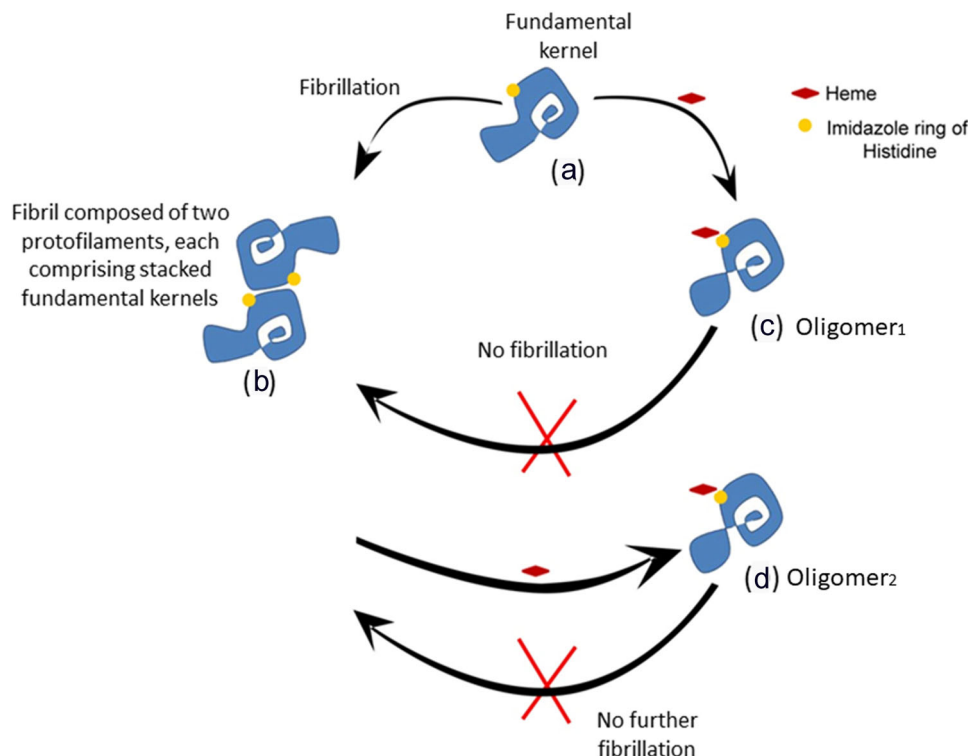 Fundamental
kernel
Fibrillation
Heme
Imidazole ring of
Histidine
(a)
Fibril composed of two
protofilaments, each
comprising stacked
fundamental kernels
(b)
(c) Oligomer₁
No fibrillation
(d) Oligomer₂
No further
fibrillation